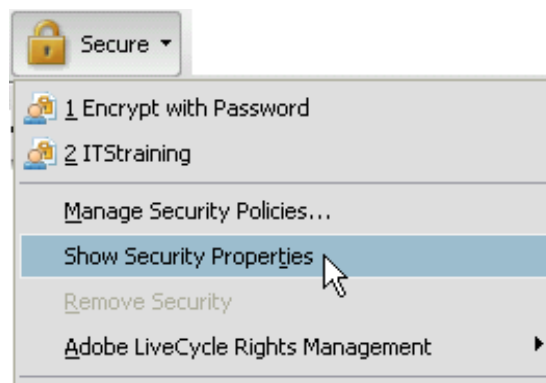 Secure
1 Encrypt with Password
2 ITStraining
Manage Security Policies...
Show Security Properties
Remove Security
Adobe LiveCycle Rights Management